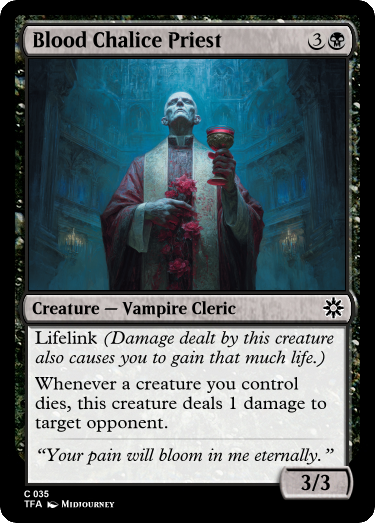 Blood Chalice Priest 3
Creature — Vampire Cleric
Lifelink (Damage dealt by this creature
also causes you to gain that much life.)
Whenever a creature you control
dies, this creature deals 1 damage to
target opponent.
“Your pain will bloom in me eternally.”
3/3
C 035
TFA Midjourney